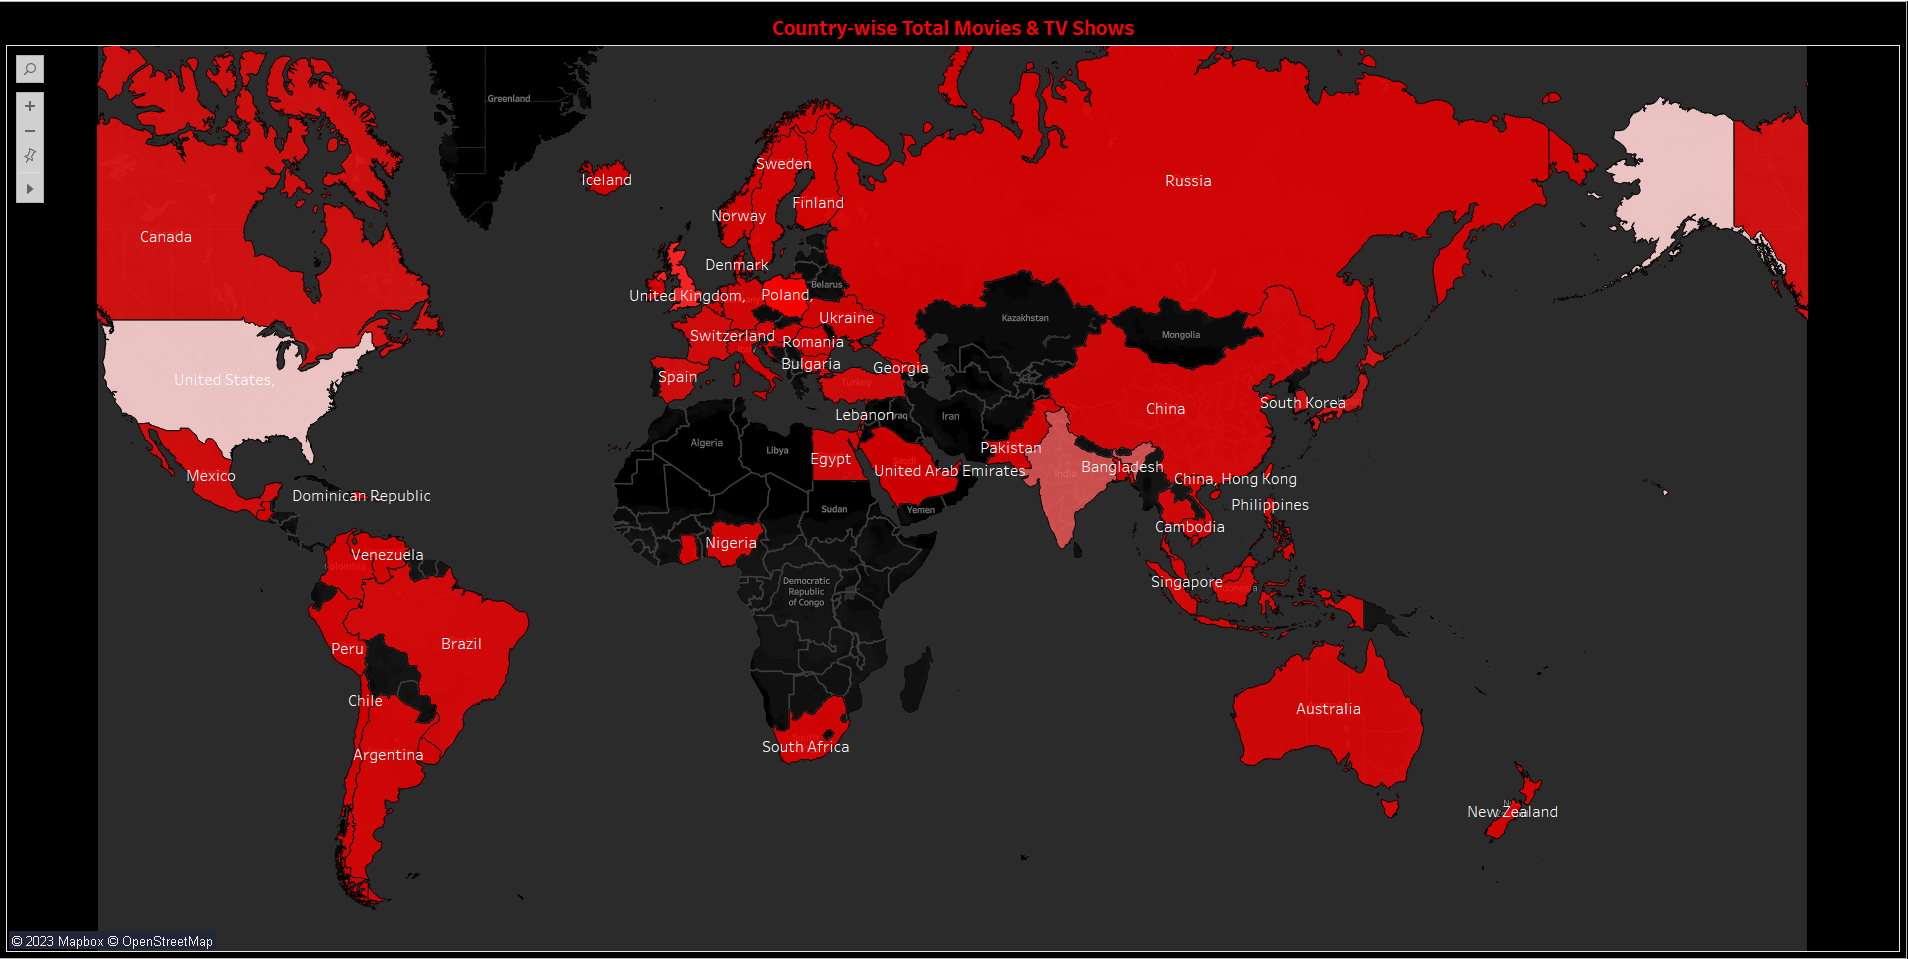 Country-wise Total Movies & TV Shows
Greenland
Sweden
Iceland
Russia
Finland
Norway
Canada
Denmark
Belarus
United Kingdom,
Poland,
Ukraine
Kazakhstan
Mongolia
Switzerland
Romania
Bulgaria
Georgia
United States,
Spain
Turkey
South Korea
China
Lebanon
Iran
Algeria
Libya
Egypt
Pakistan
United Arab Emirates
Bangladesh
India
Mexico
China, Hong Kong
Dominican Republic
Philippines
Sudan
Yemen
Cambodia
Nigeria
Venezuela
Colombia
Singapore
Democratic
Republic
of Congo
Brazil
Peru
Chile
Australia
South Africa
Argentina
New Zealand
© 2023 Mapbox © OpenStreetMap